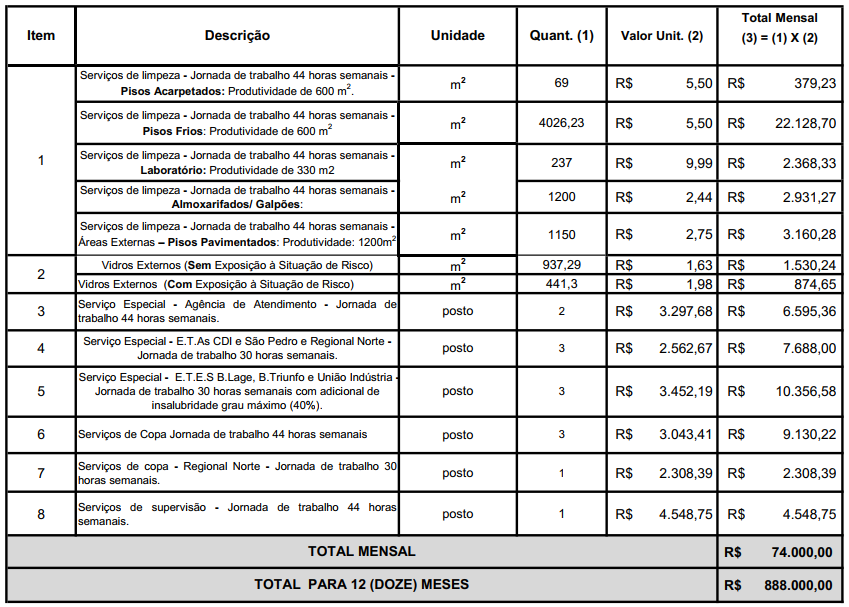 Item Descrição Unidade Quant. (1) Valor Unit. (2) Total Mensal
(3) = (1) X (2)
1
Serviços de limpeza - Jornada de trabalho 44 horas semanais -
Pisos Acarpetados: Produtividade de 600 m². m² 69 R$ 5,50 R$ 379,23
Serviços de limpeza - Jornada de trabalho 44 horas semanais -
Pisos Frios: Produtividade de 600 m² m² 4026,23 R$ 5,50 R$ 22.128,70
Serviços de limpeza - Jornada de trabalho 44 horas semanais -
Laboratório: Produtividade de 330 m2 m² 237 R$ 9,99 R$ 2.368,33
Serviços de limpeza - Jornada de trabalho 44 horas semanais -
Almoxarifados/ Galpões: m² 1200 R$ 2,44 R$ 2.931,27
Serviços de limpeza - Jornada de trabalho 44 horas semanais -
Áreas Externas – Pisos Pavimentados: Produtividade: 1200m² m² 1150 R$ 2,75 R$ 3.160,28
2
Vidros Externos (Sem Exposição à Situação de Risco) m² 937,29 R$ 1,63 R$ 1.530,24
Vidros Externos (Com Exposição à Situação de Risco) m² 441,3 R$ 1,98 R$ 874,65
3 Serviço Especial - Agência de Atendimento - Jornada de
trabalho 44 horas semanais. posto 2 R$ 3.297,68 R$ 6.595,36
4 Serviço Especial - E.T.As CDI e São Pedro e Regional Norte -
Jornada de trabalho 30 horas semanais. posto 3 R$ 2.562,67 R$ 7.688,00
5 Serviço Especial - E.T.E.S B.Lage, B.Triunfo e União Indústria -
Jornada de trabalho 30 horas semanais com adicional de
insalubridade grau máximo (40%). posto 3 R$ 3.452,19 R$ 10.356,58
6 Serviços de Copa Jornada de trabalho 44 horas semanais posto 3 R$ 3.043,41 R$ 9.130,22
7 Serviços de copa - Regional Norte - Jornada de trabalho 30
horas semanais. posto 1 R$ 2.308,39 R$ 2.308,39
8 Serviços de supervisão - Jornada de trabalho 44 horas
semanais. posto 1 R$ 4.548,75 R$ 4.548,75
TOTAL MENSAL R$ 74.000,00
TOTAL PARA 12 (DOZE) MESES R$ 888.000,00